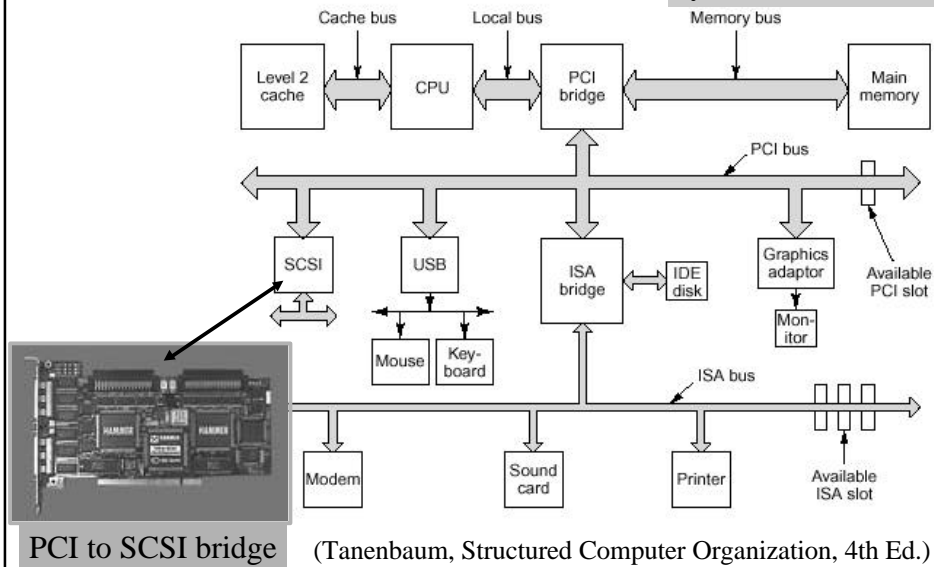 Cache bus
Local bus
Memory bus
Level 2
cache
CPU
PCI
bridge
Main
memory
PCI bus
SCSI
USB
ISA
bridge
IDE
disk
Graphics
adaptor
Available
PCI slot
Mon-
itor
Mouse
Key-
board
ISA bus
HAMMER
HAMMER
Modem
Sound
card
Printer
Available
ISA slot
PCI to SCSI bridge
(Tanenbaum, Structured Computer Organization, 4th Ed.)